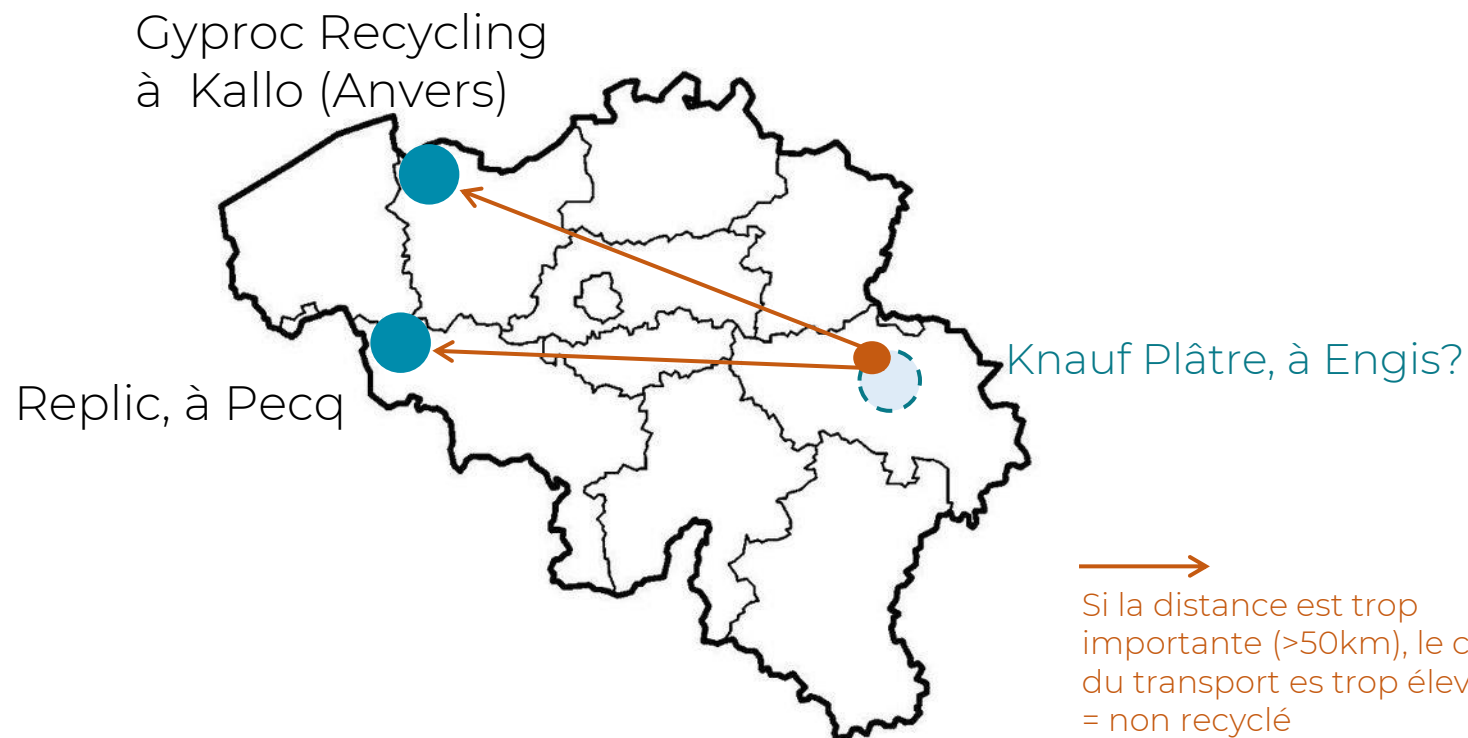 Gyproc Recycling
à Kallo (Anvers)
Knauf Plâtre, à Engis?
Replic, à Pecq
Si la distance est trop
importante (>50km), le
du transport es trop
= non recyclé